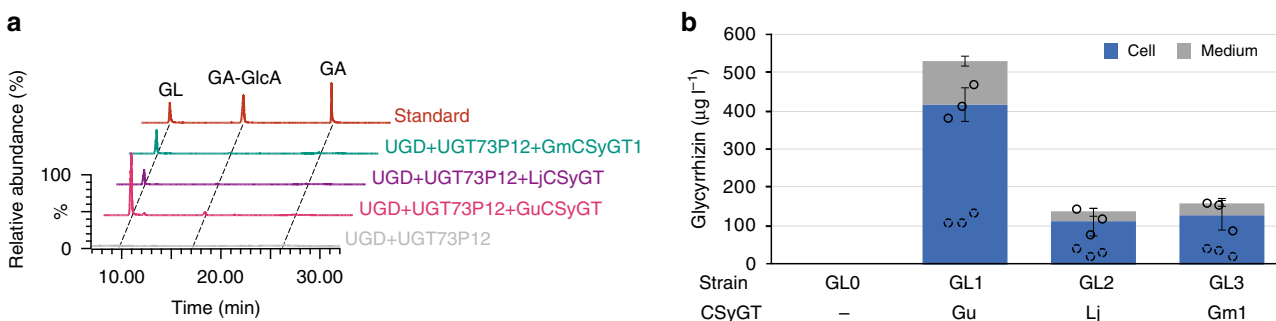 a
Relative abundance (%)
GL
GA-GlcA
GA
Standard
UGD+UGT73P12+GmCSyGT1
UGD+UGT73P12+LjCSyGT
UGD+UGT73P12+GuCSyGT
UGD+UGT73P12
100
%
0
10.00
20.00
30.00
Time (min)
b
Glycyrrhizin (µg l⁻¹)
600
500
400
300
200
100
0
Cell
Medium
Strain GL0 GL1 GL2 GL3
CSyGT – Gu Lj Gm1